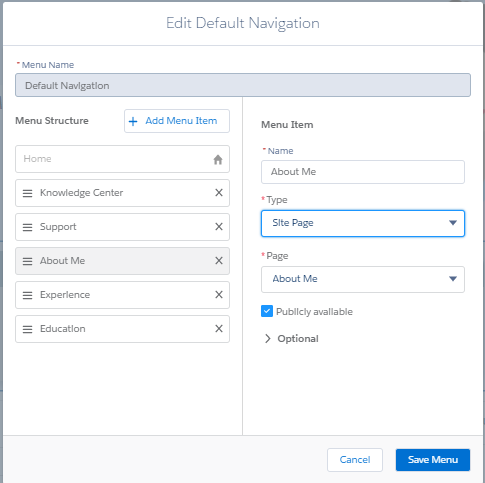 Edit Default Navigation
*Menu Name
Default Navigation
Menu Structure
+ Add Menu Item
Home
Knowledge Center
Support
About Me
Experience
Education
Menu Item
*Name
About Me
*Type
Site Page
*Page
About Me
Publicly available
Optional
Cancel
Save Menu